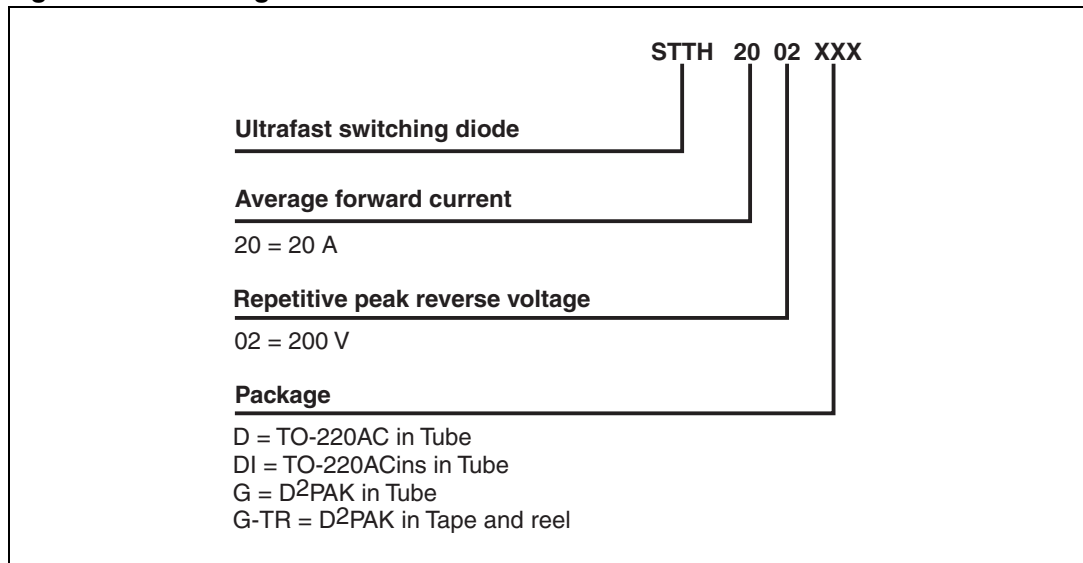 STTH 20 02 XXX
Ultrafast switching diode
Average forward current
20 = 20 A
Repetitive peak reverse voltage
02 = 200 V
Package
D = TO-220AC in Tube
DI = TO-220ACins in Tube
G = D2PAK in Tube
G-TR = D2PAK in Tape and reel